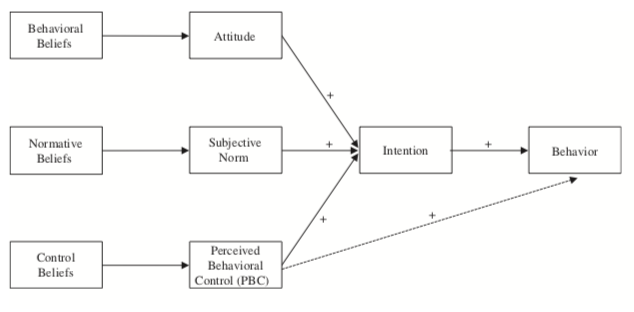 Behavioral
Beliefs
Attitude
+
Normative
Beliefs
Subjective
Norm
+
Intention
+
Behavior
+
+
Control
Beliefs
Perceived
Behavioral
Control (PBC)